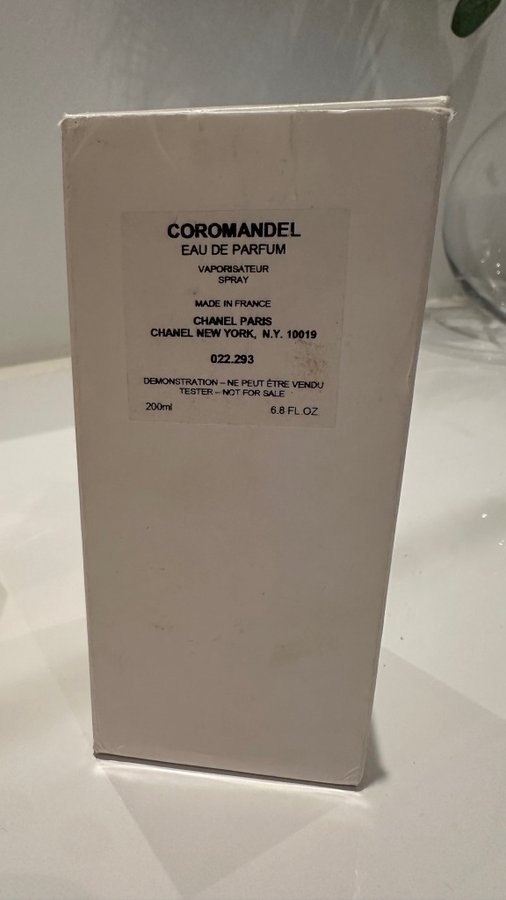 COROMANDEL
EAU DE PARFUM
VAPORISATEUR
SPRAY
MADE IN FRANCE
CHANEL PARIS
CHANEL NEW YORK, N.Y. 10019
022.293
DEMONSTRATION – NE PEUT ÊTRE VENDU
TESTER – NOT FOR SALE
200ml 6.8 FL.OZ